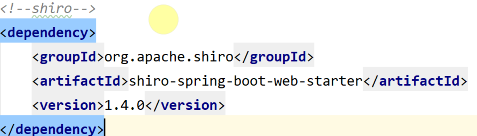 <!--shiro-->
<dependency>
    <groupId>org.apache.shiro</groupId>
    <artifactId>shiro-spring-boot-web-starter</artifactId>
    <version>1.4.0</version>
</dependency>